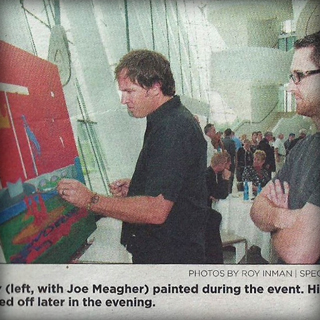 PHOTOS BY ROY INMAN | SPEC
(left, with Joe Meagher) painted during the event. Hi
ed off later in the evening.